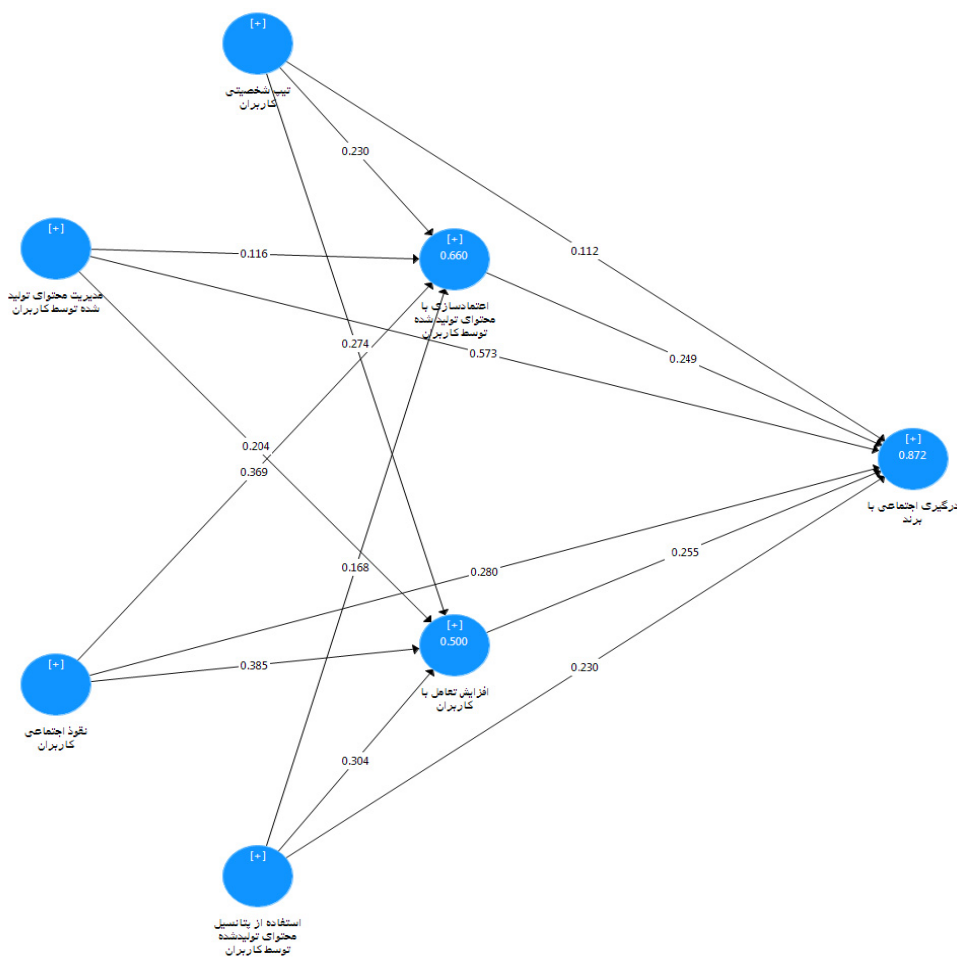 [+]
تیپ شخصیتی
کاربران
0.230
[+]
مدیریت محتوای تولید
شده توسط کاربران
0.116
[+]
0.660
اعتمادسازی با
محتوای تولید شده
توسط کاربران
0.112
0.274
0.573
0.249
[+]
0.872
درگیری اجتماعی با
برند
0.204
0.369
0.168
0.280
0.255
[+]
0.500
افزایش تعامل با
کاربران
0.385
0.230
[+]
نفوذ اجتماعی
کاربران
0.304
[+]
استفاده از پتانسیل
محتوای تولیدشده
توسط کاربران